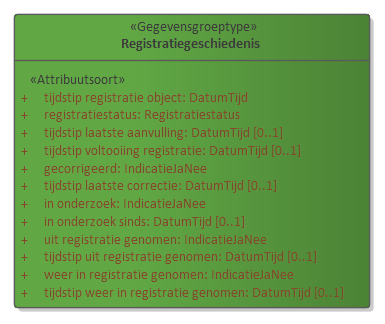 «Gegevensgroeptype»
Registratiegeschiedenis
«Attribuutsoort»
+ tijdstip registratie object: DatumTijd
+ registratiestatus: Registratiestatus
+ tijdstip laatste aanvulling: DatumTijd [0..1]
+ tijdstip voltooiing registratie: DatumTijd [0..1]
+ gecorrigeerd: IndicatieJaNee
+ tijdstip laatste correctie: DatumTijd [0..1]
+ in onderzoek: IndicatieJaNee
+ in onderzoek sinds: DatumTijd [0..1]
+ uit registratie genomen: IndicatieJaNee
+ tijdstip uit registratie genomen: DatumTijd [0..1]
+ weer in registratie genomen: IndicatieJaNee
+ tijdstip weer in registratie genomen: DatumTijd [0..1]